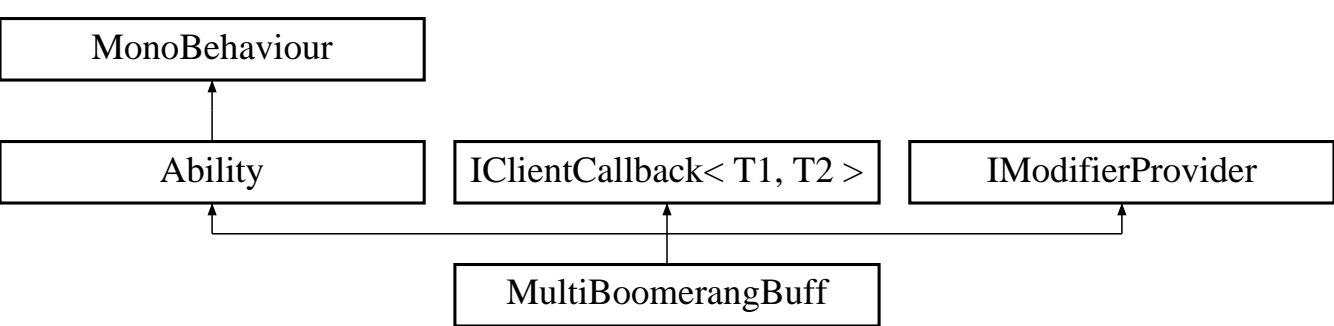 MonoBehaviour
Ability
IClientCallback< T1, T2 >
IModifierProvider
MultiBoomerangBuff